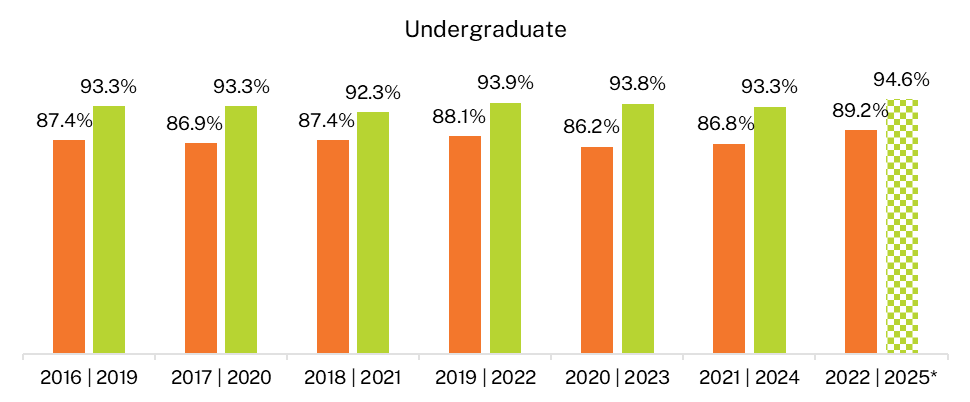 Undergraduate
87.4% 93.3% 86.9% 93.3% 87.4% 92.3% 88.1% 93.9% 86.2% 93.8% 86.8% 93.3% 89.2% 94.6%
2016 | 2019 2017 | 2020 2018 | 2021 2019 | 2022 2020 | 2023 2021 | 2024 2022 | 2025*